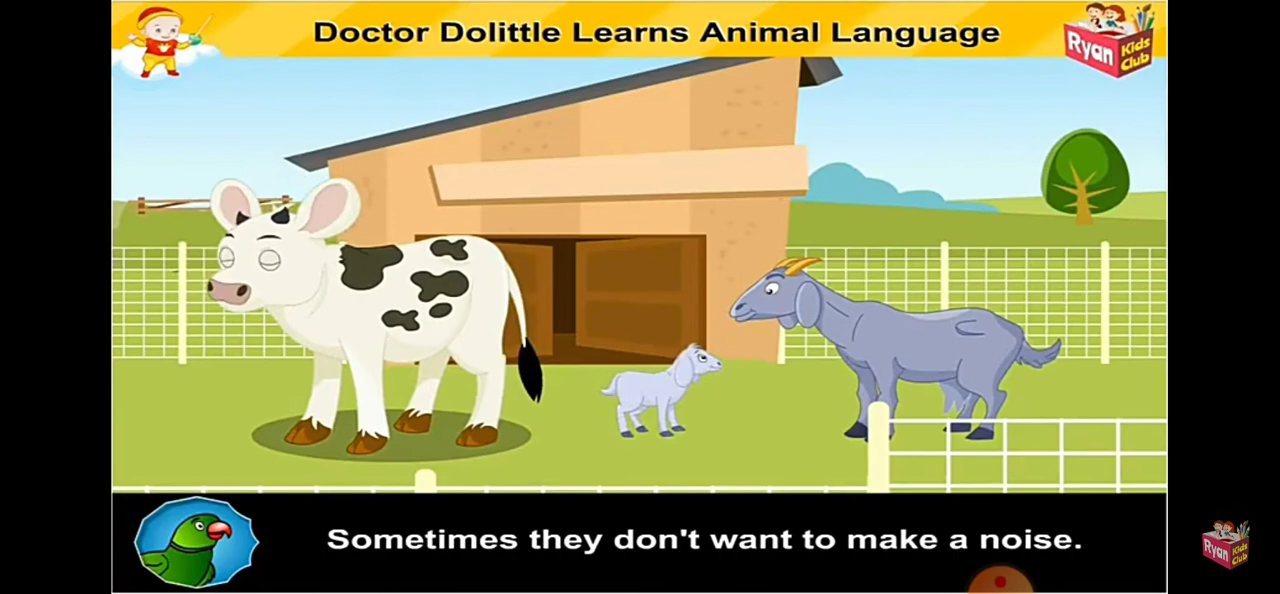 Doctor Dolittle Learns Animal Language
Ryan
Kids
Club
Sometimes they don't want to make a noise.
Ryan
Kids
Club